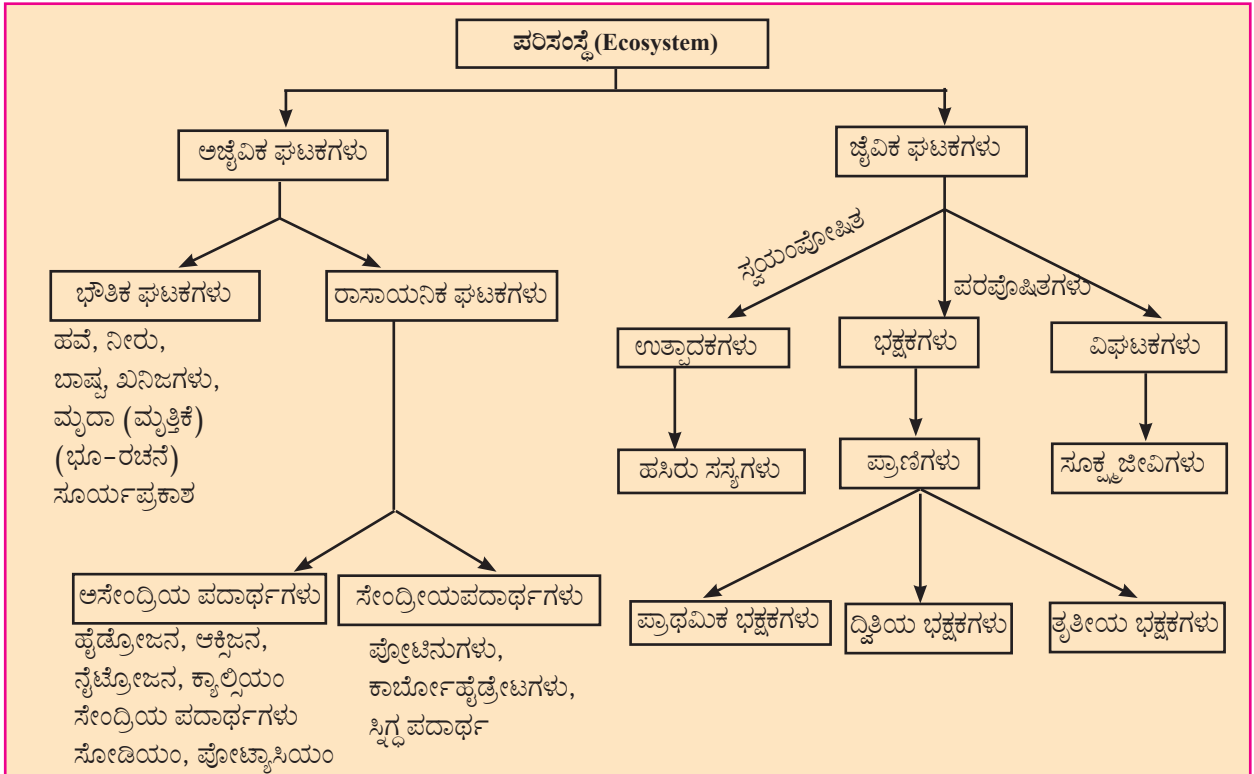 ಪರಿಸಂಸ್ಥೆ (Ecosystem)
ಅಜೈವಿಕ ಘಟಕಗಳು
ಜೈವಿಕ ಘಟಕಗಳು
ಭೌತಿಕ ಘಟಕಗಳು
ರಾಸಾಯನಿಕ ಘಟಕಗಳು
ಹವೆ, ನೀರು,
ಬಾಷ್ಪ, ಖನಿಜಗಳು,
ಮೃದಾ (ಮೃತ್ತಿಕೆ)
(ಭೂ-ರಚನೆ)
ಸೂರ್ಯಪ್ರಕಾಶ
ಅಸೇಂದ್ರಿಯ ಪದಾರ್ಥಗಳು
ಹೈಡ್ರೋಜನ, ಆಕ್ಸಿಜನ,
ನೈಟ್ರೋಜನ, ಕ್ಯಾಲ್ಸಿಯಂ
ಸೇಂದ್ರಿಯ ಪದಾರ್ಥಗಳು
ಸೋಡಿಯಂ, ಪೋಟ್ಯಾಸಿಯಂ
ಸೇಂದ್ರೀಯಪದಾರ್ಥಗಳು
ಪ್ರೋಟಿನುಗಳು,
ಕಾರ್ಬೋಹೈಡ್ರೇಟಗಳು,
ಸ್ನಿಗ್ಧ ಪದಾರ್ಥ
ಸ್ವಯಂಪೋಷಿತ
ಪರಪೊಷಿತಗಳು
ಉತ್ಪಾದಕಗಳು
ಭಕ್ಷಕಗಳು
ವಿಘಟಕಗಳು
ಹಸಿರು ಸಸ್ಯಗಳು
ಪ್ರಾಣಿಗಳು
ಸೂಕ್ಷ್ಮಜೀವಿಗಳು
ಪ್ರಾಥಮಿಕ ಭಕ್ಷಕಗಳು
ದ್ವಿತಿಯ ಭಕ್ಷಕಗಳು
ತೃತೀಯ ಭಕ್ಷಕಗಳು